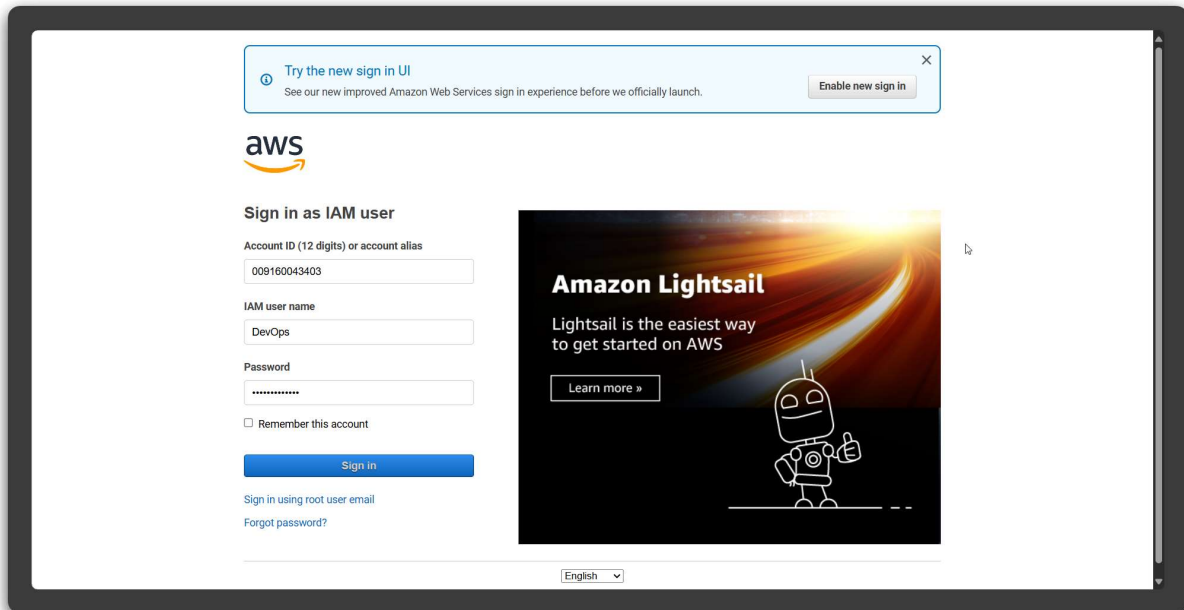 Try the new sign in UI
See our new improved Amazon Web Services sign in experience before we officially launch.
Enable new sign in
aws
Sign in as IAM user
Account ID (12 digits) or account alias
009160043403
IAM user name
DevOps
Password
•••••••••••••
Remember this account
Sign in
Sign in using root user email
Forgot password?
Amazon Lightsail
Lightsail is the easiest way
to get started on AWS
Learn more »
English